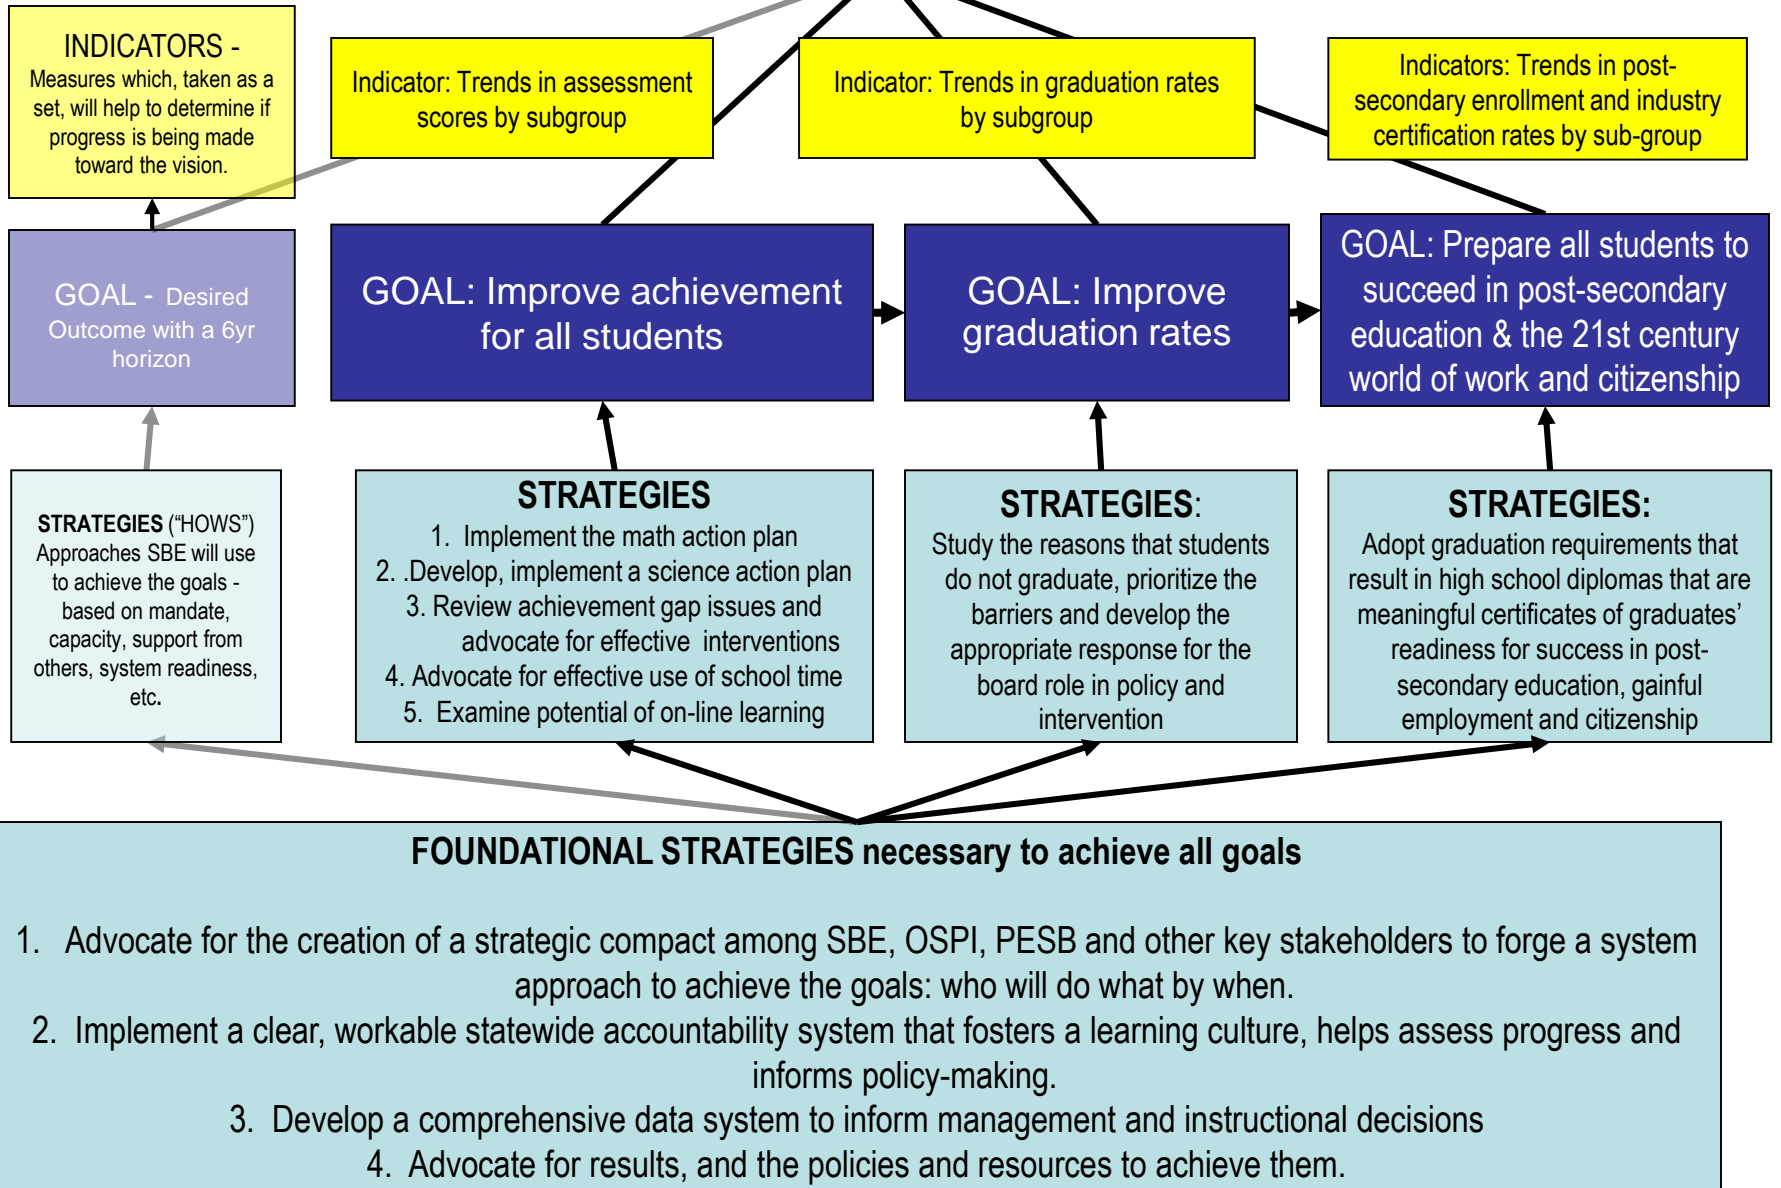 INDICATORS -
Measures which, taken as a
set, will help to determine if
progress is being made
toward the vision.
Indicator: Trends in assessment
scores by subgroup
Indicator: Trends in graduation rates
by subgroup
Indicators: Trends in post-
secondary enrollment and industry
certification rates by sub-group
GOAL - Desired
Outcome with a 6yr
horizon
GOAL: Improve achievement
for all students
GOAL: Improve
graduation rates
GOAL: Prepare all students to
succeed in post-secondary
education & the 21st century
world of work and citizenship
STRATEGIES (“HOWS”)
Approaches SBE will use
to achieve the goals -
based on mandate,
capacity, support from
others, system readiness,
etc.
STRATEGIES
1. Implement the math action plan
2. .Develop, implement a science action plan
3. Review achievement gap issues and
advocate for effective interventions
4. Advocate for effective use of school time
5. Examine potential of on-line learning
STRATEGIES:
Study the reasons that students
do not graduate, prioritize the
barriers and develop the
appropriate response for the
board role in policy and
intervention
STRATEGIES:
Adopt graduation requirements that
result in high school diplomas that are
meaningful certificates of graduates’
readiness for success in post-
secondary education, gainful
employment and citizenship
FOUNDATIONAL STRATEGIES necessary to achieve all goals
1. Advocate for the creation of a strategic compact among SBE, OSPI, PESB and other key stakeholders to forge a system
approach to achieve the goals: who will do what by when.
2. Implement a clear, workable statewide accountability system that fosters a learning culture, helps assess progress and
informs policy-making.
3. Develop a comprehensive data system to inform management and instructional decisions
4. Advocate for results, and the policies and resources to achieve them.